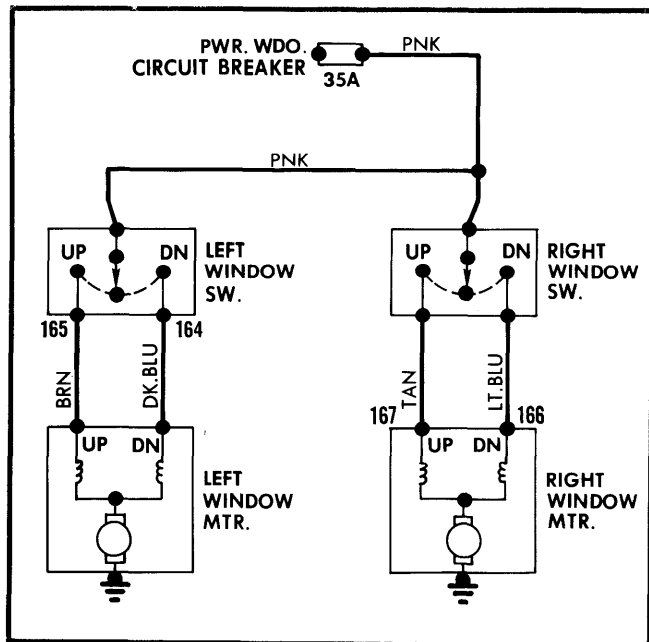 PWR. WDO.
CIRCUIT BREAKER
35A
PNK
PNK
UP DN
LEFT
WINDOW
SW.
165 164
BRN
DK.BLU
UP DN
LEFT
WINDOW
MTR.
UP DN
RIGHT
WINDOW
SW.
TAN
LT.BLU
167 166
UP DN
RIGHT
WINDOW
MTR.